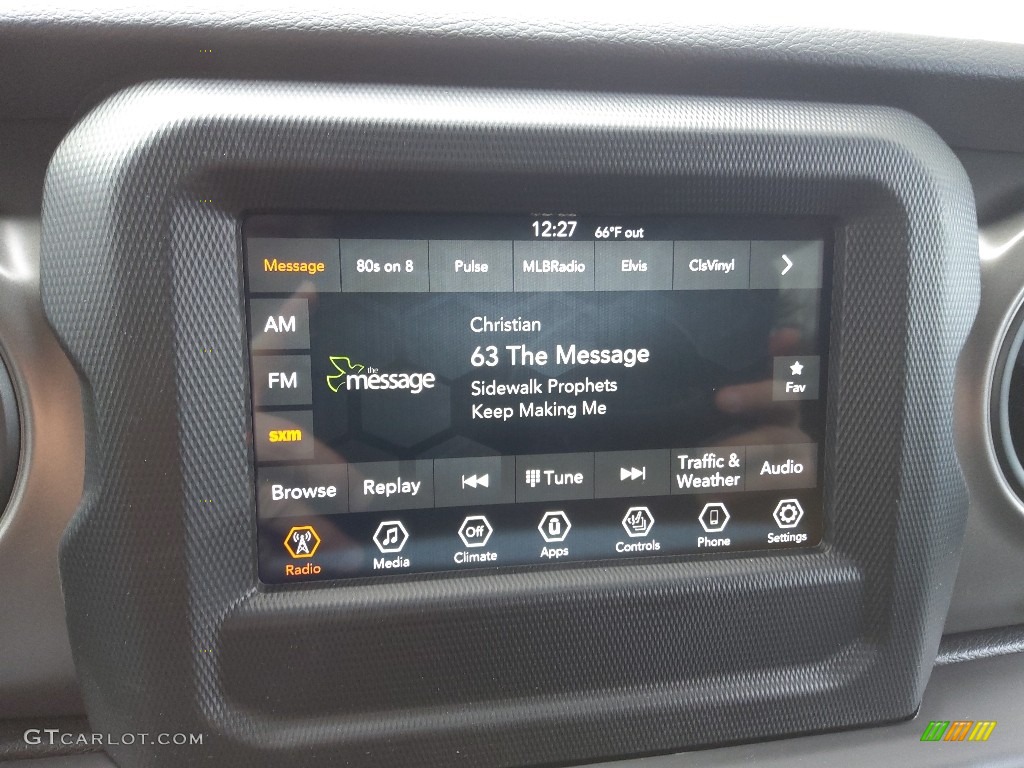 12:27 66°F out
Message 80s on 8 Pulse MLBRadio Elvis ClsVinyl
AM
Christian
63 The Message
FM
the
message
Sidewalk Prophets
Keep Making Me
Fav
sxm
Browse Replay Tune Traffic & Weather Audio
Off
Radio Media Climate Apps Controls Phone Settings
GTCARLOT.COM